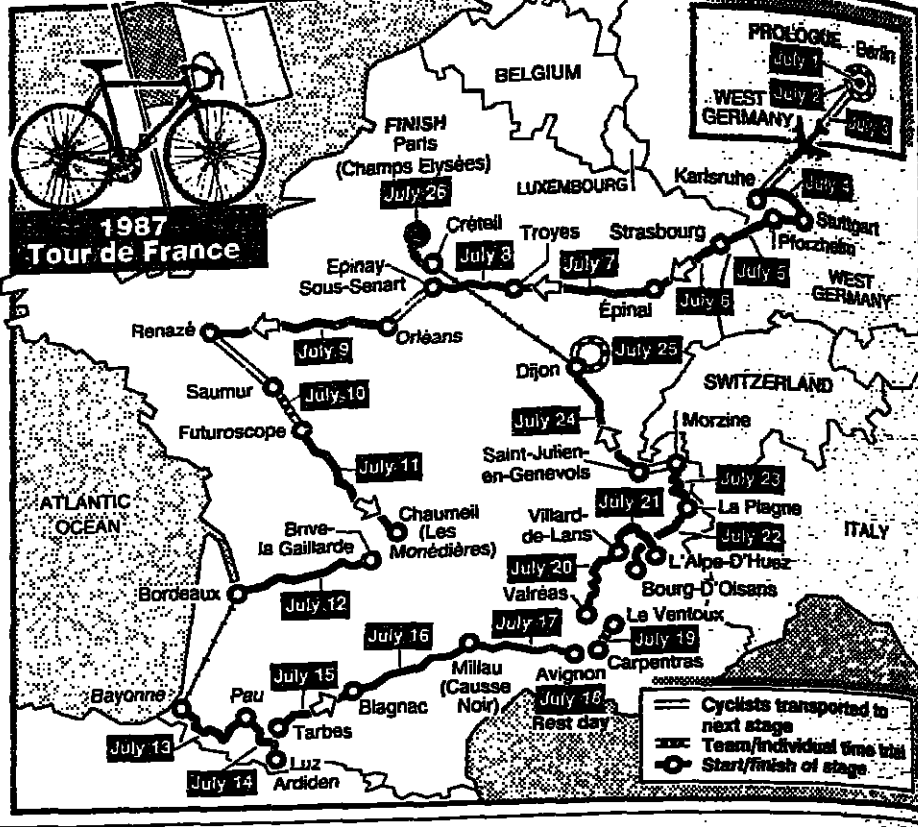 1987
Tour de France
BELGIUM
LUXEMBOURG
FINISH
Paris
(Champs Elysées)
July 26
PROLOGUE
July 1
July 2
Berlin
WEST
GERMANY
July 3
Karlsruhe
July 4
Stuttgart
Pforzheim
July 5
WEST
GERMANY
Strasbourg
July 6
Épinal
July 7
Troyes
July 8
Créteil
Epinay-
Sous-Senart
Orléans
July 9
Renazé
Saumur
July 10
Futuroscope
July 11
Chaumeil
(Les
Monédières)
Brive-
la Gaillarde
July 12
Bordeaux
ATLANTIC
OCEAN
Bayonne
July 13
Pau
July 14
Luz
Ardiden
Tarbes
July 15
Blagnac
July 16
Millau
(Causse
Noir)
July 17
Avignon
July 18
Rest day
Carpentras
July 19
Le Ventoux
Valréas
July 20
Villard-
de-Lans
July 21
Bourg-D'Oisans
L'Alpe-D'Huez
July 22
La Plagne
July 23
Morzine
Saint-Julien-
en-Genevois
July 24
Dijon
July 25
SWITZERLAND
ITALY
Cyclists transported to
next stage
Team/individual time trial
Start/finish of stage